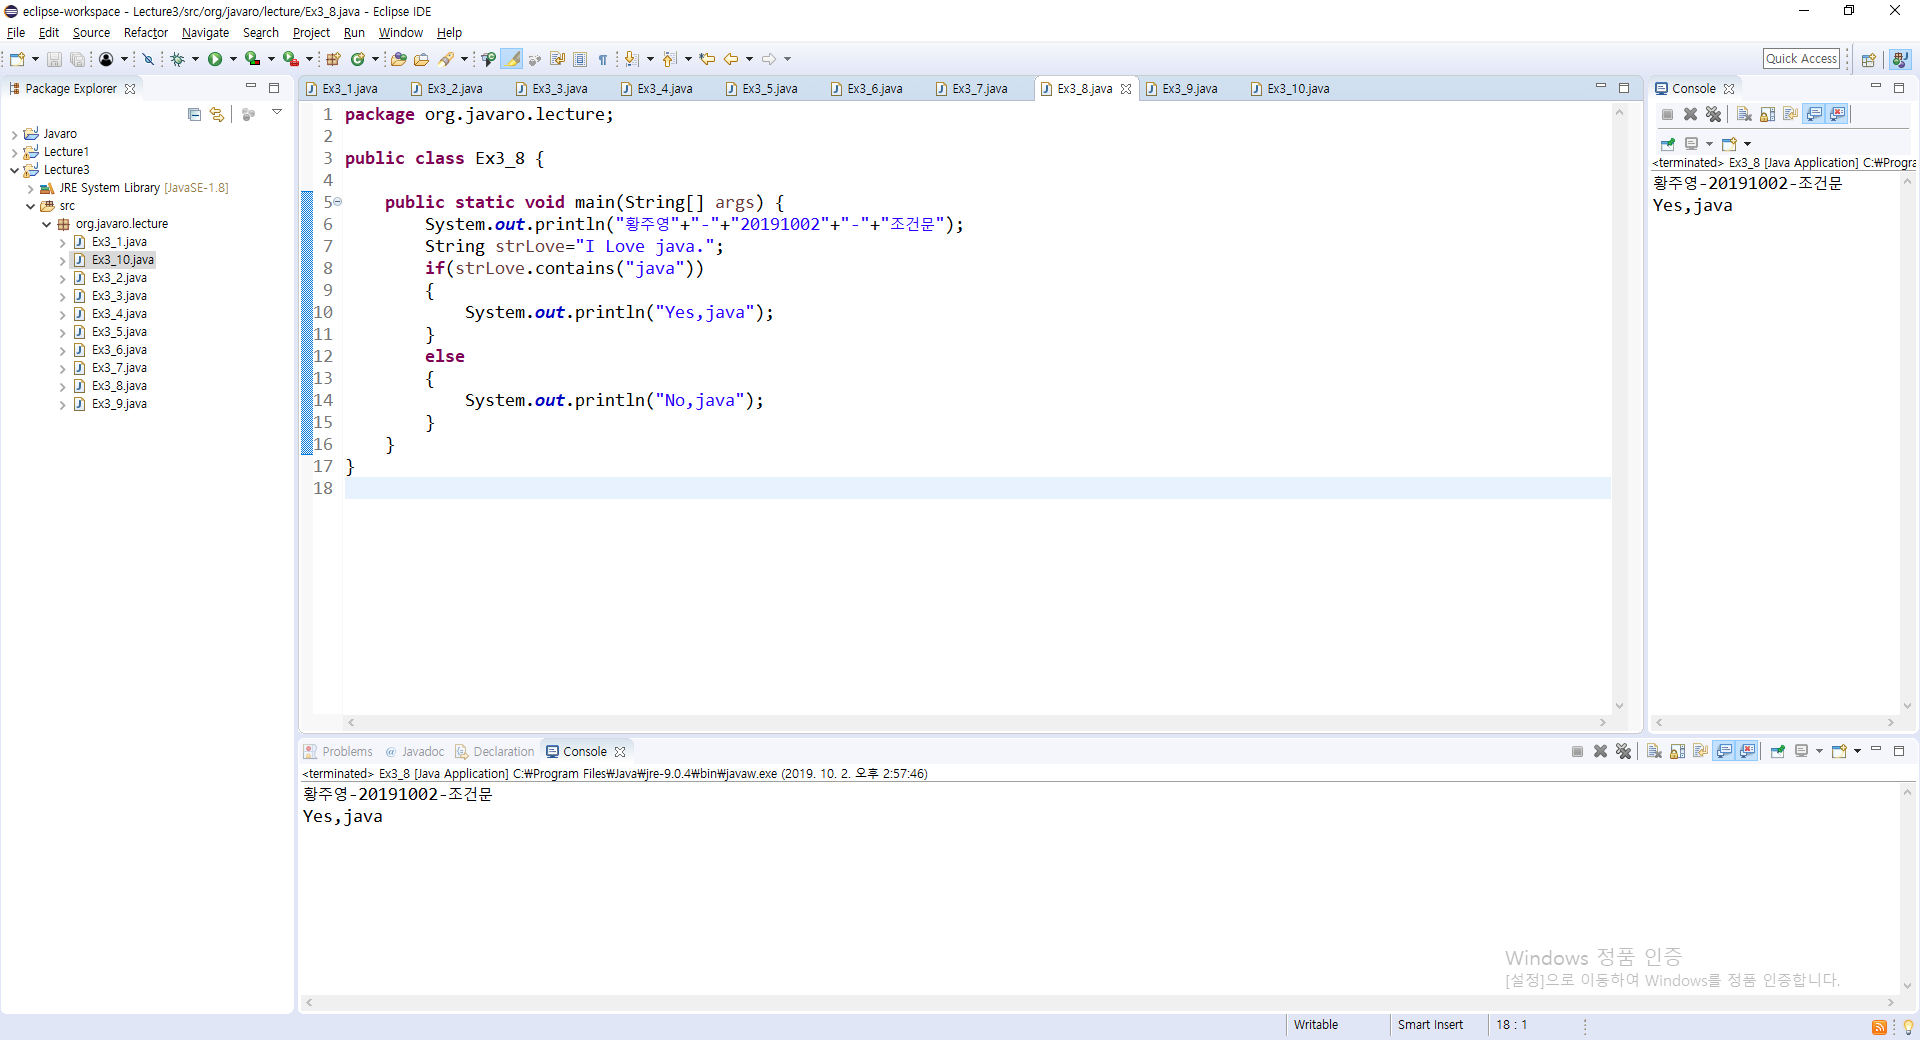 eclipse-workspace - Lecture3/src/org/javaro/lecture/Ex3_8.java - Eclipse IDE
File Edit Source Refactor Navigate Search Project Run Window Help
Quick Access
Package Explorer
Javaro
Lecture1
Lecture3
JRE System Library [JavaSE-1.8]
src
org.javaro.lecture
Ex3_1.java
Ex3_10.java
Ex3_2.java
Ex3_3.java
Ex3_4.java
Ex3_5.java
Ex3_6.java
Ex3_7.java
Ex3_8.java
Ex3_9.java
Ex3_1.java Ex3_2.java Ex3_3.java Ex3_4.java Ex3_5.java Ex3_6.java Ex3_7.java Ex3_8.java Ex3_9.java Ex3_10.java
1 package org.javaro.lecture;
2
3 public class Ex3_8 {
4
5 public static void main(String[] args) {
6 System.out.println("황주영"+"-"+"20191002"+"-"+"조건문");
7 String strLove="I Love java.";
8 if(strLove.contains("java"))
9 {
10 System.out.println("Yes,java");
11 }
12 else
13 {
14 System.out.println("No,java");
15 }
16 }
17 }
18
Console
<terminated> Ex3_8 [Java Application] C:₩Progra
황주영-20191002-조건문
Yes,java
Problems @ Javadoc Declaration Console
<terminated> Ex3_8 [Java Application] C:₩Program Files₩Java₩jre-9.0.4₩bin₩javaw.exe (2019. 10. 2. 오후 2:57:46)
황주영-20191002-조건문
Yes,java
Windows 정품 인증
[설정]으로 이동하여 Windows를 정품 인증합니다.
Writable Smart Insert 18 : 1